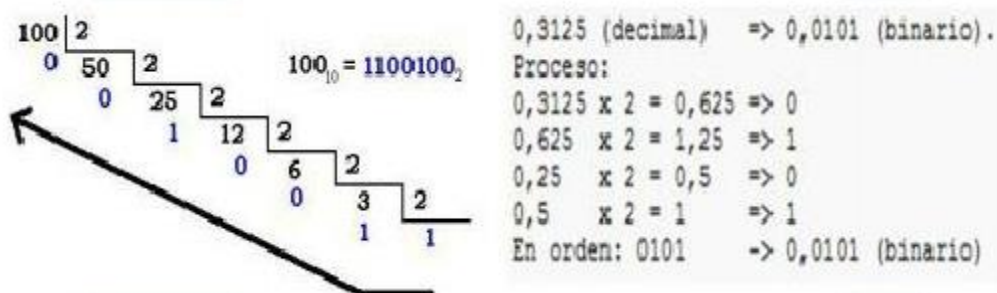 100 2
0 50 2
0 25 2
1 12 2
0 6 2
0 3 2
1 1
100₁₀ = 1100100₂
0,3125 (decimal) => 0,0101 (binario).
Proceso:
0,3125 x 2 = 0,625 => 0
0,625 x 2 = 1,25 => 1
0,25 x 2 = 0,5 => 0
0,5 x 2 = 1 => 1
En orden: 0101 -> 0,0101 (binario)